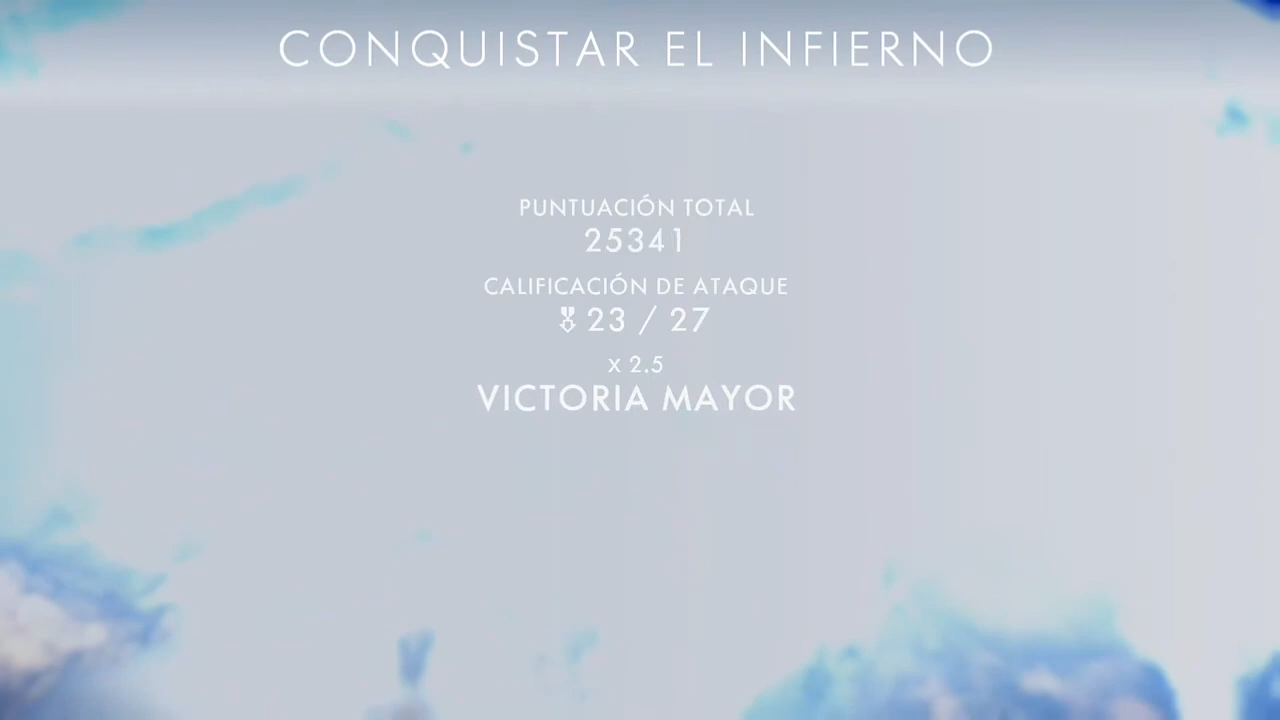 CONQUISTAR EL INFIERNO
PUNTUACIÓN TOTAL
25341
CALIFICACIÓN DE ATAQUE
23 / 27
x 2.5
VICTORIA MAYOR